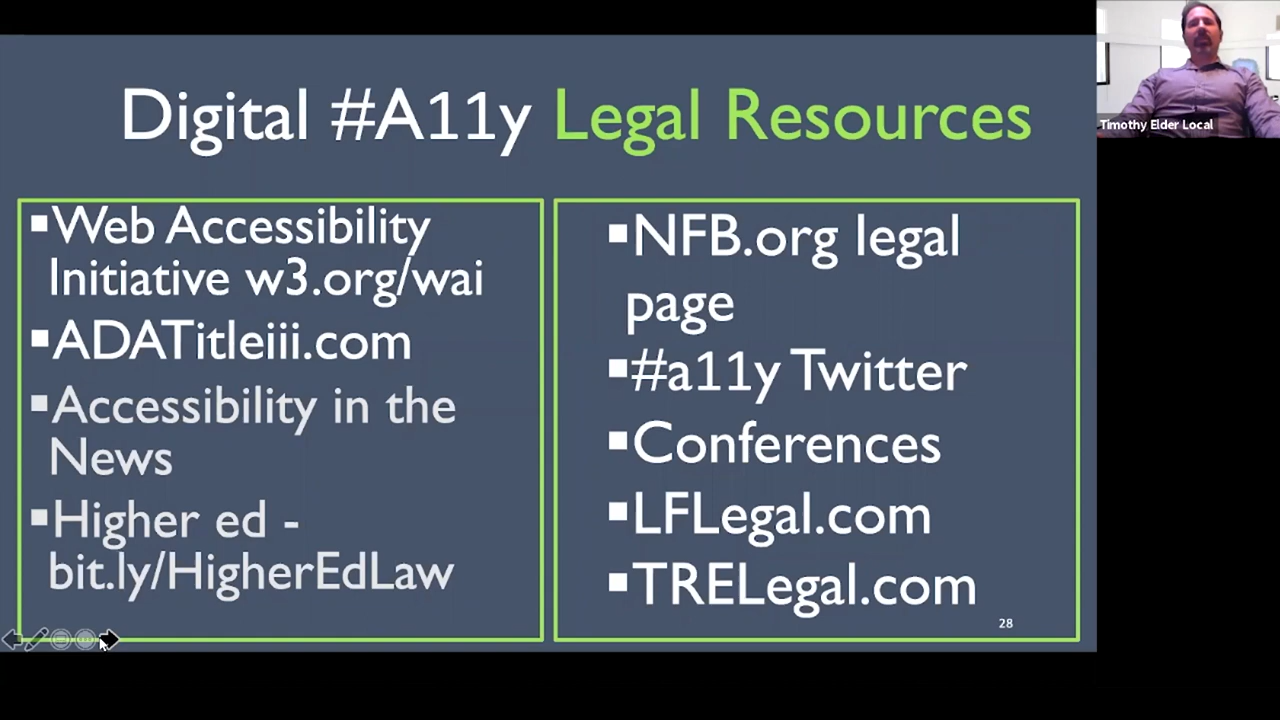 Digital #A11y Legal Resources
▪Web Accessibility
Initiative w3.org/wai
▪ADATitleiii.com
▪Accessibility in the
News
▪Higher ed -
bit.ly/HigherEdLaw
▪NFB.org legal
page
▪#a11y Twitter
▪Conferences
▪LFLegal.com
▪TRELegal.com
28
Timothy Elder Local